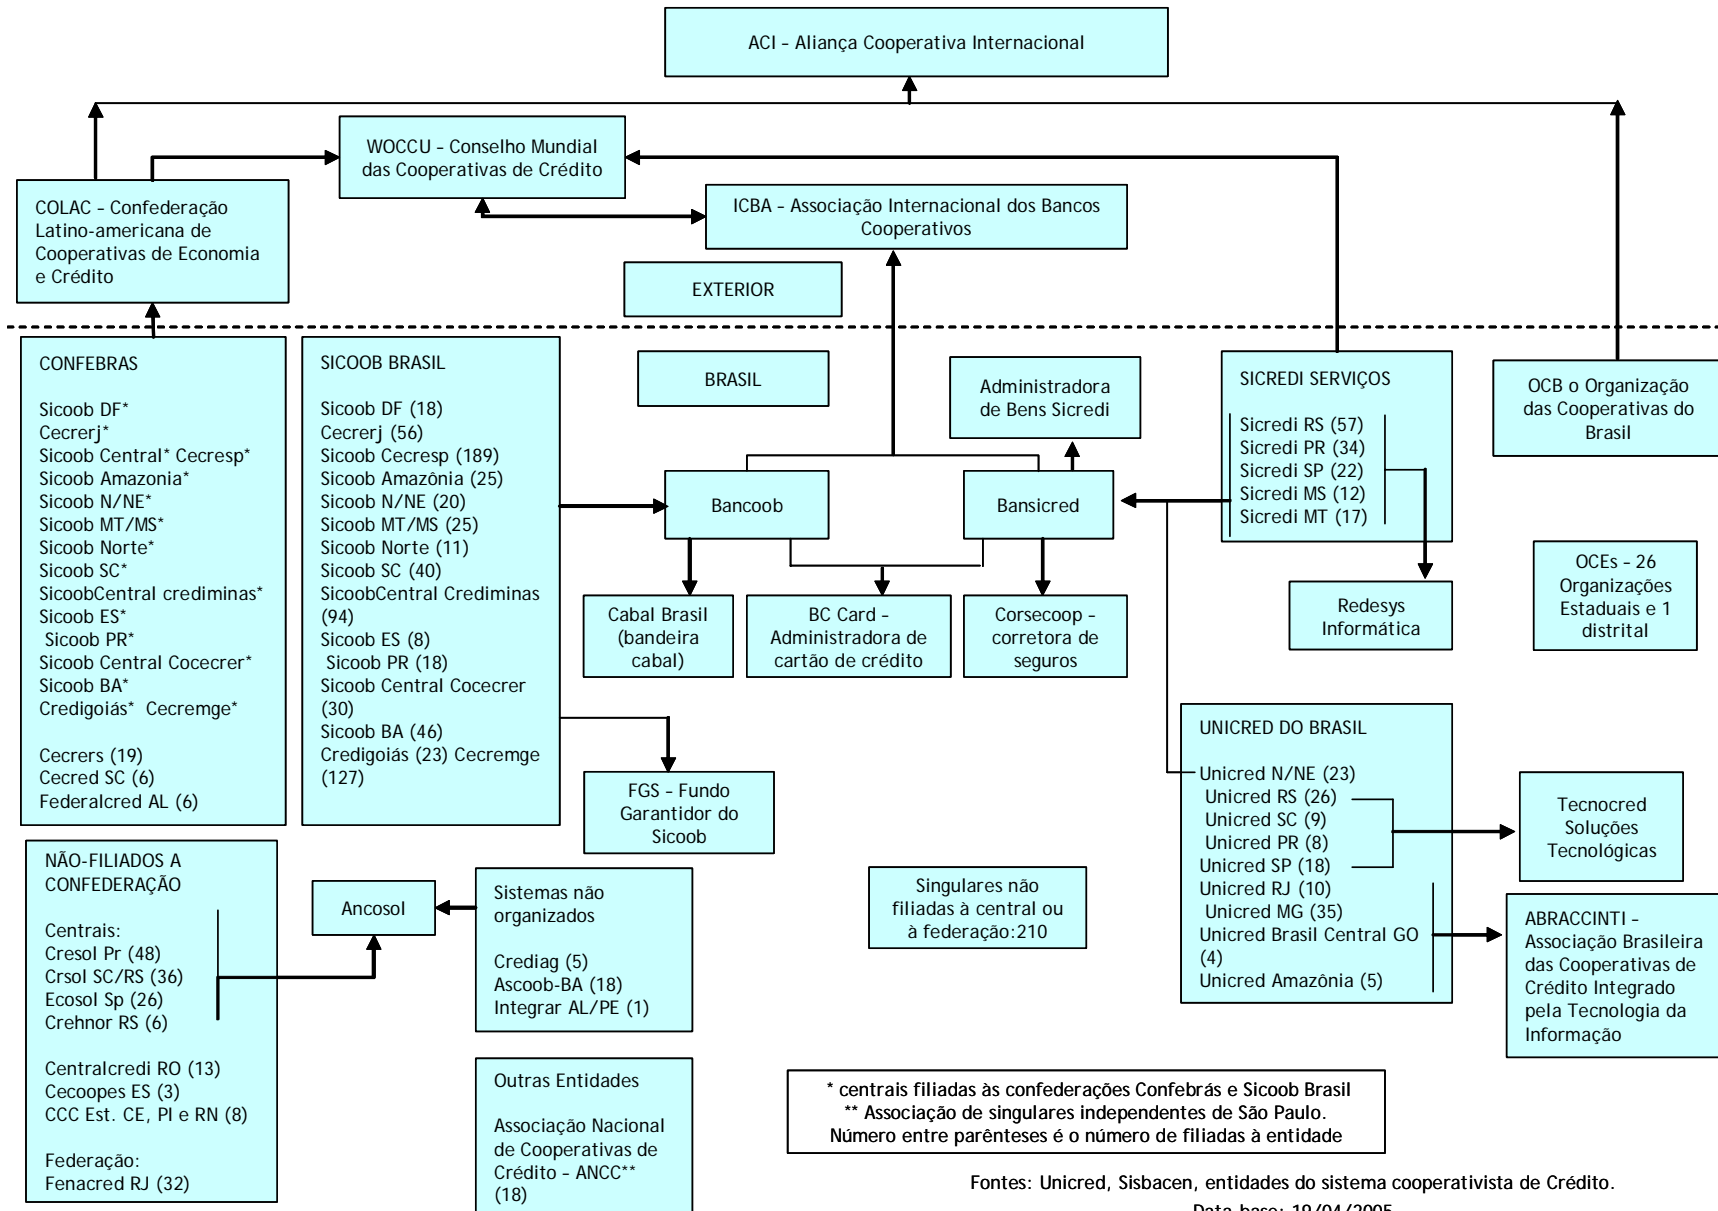 ACI - Aliança Cooperativa Internacional
WOCCU - Conselho Mundial
das Cooperativas de Crédito
COLAC - Confederação
Latino-americana de
Cooperativas de Economia
e Crédito
ICBA - Associação Internacional dos Bancos
Cooperativos
EXTERIOR
CONFEBRAS
Sicoob DF*
Cecrerj*
Sicoob Central* Cecresp*
Sicoob Amazonia*
Sicoob N/NE*
Sicoob MT/MS*
Sicoob Norte*
Sicoob SC*
SicoobCentral crediminas*
Sicoob ES*
Sicoob PR*
Sicoob Central Cocecrer*
Sicoob BA*
Credigoiás* Cecremge*
Cecrers (19)
Cecred SC (6)
Federalcred AL (6)
SICOOB BRASIL
Sicoob DF (18)
Cecrerj (56)
Sicoob Cecresp (189)
Sicoob Amazônia (25)
Sicoob N/NE (20)
Sicoob MT/MS (25)
Sicoob Norte (11)
Sicoob SC (40)
SicoobCentral Crediminas
(94)
Sicoob ES (8)
Sicoob PR (18)
Sicoob Central Cocecrer
(30)
Sicoob BA (46)
Credigoiás (23) Cecremge
(127)
BRASIL
Administradora
de Bens Sicredi
SICREDI SERVIÇOS
Sicredi RS (57)
Sicredi PR (34)
Sicredi SP (22)
Sicredi MS (12)
Sicredi MT (17)
OCB o Organização
das Cooperativas do
Brasil
Bancoob
Bansicred
OCEs - 26
Organizações
Estaduais e 1
distrital
Cabal Brasil
(bandeira
cabal)
BC Card -
Administradora de
cartão de crédito
Corsecoop -
corretora de
seguros
Redesys
Informática
FGS - Fundo
Garantidor do
Sicoob
UNICRED DO BRASIL
Unicred N/NE (23)
Unicred RS (26)
Unicred SC (9)
Unicred PR (8)
Unicred SP (18)
Unicred RJ (10)
Unicred MG (35)
Unicred Brasil Central GO
(4)
Unicred Amazônia (5)
Tecnocred
Soluções
Tecnológicas
NÃO-FILIADOS A
CONFEDERAÇÃO
Centrais:
Cresol Pr (48)
Crsol SC/RS (36)
Ecosol Sp (26)
Crehnor RS (6)
Centralcredi RO (13)
Cecoopes ES (3)
CCC Est. CE, PI e RN (8)
Federação:
Fenacred RJ (32)
Ancosol
Sistemas não
organizados
Crediag (5)
Ascoob-BA (18)
Integrar AL/PE (1)
Singulares não
filiadas à central ou
à federação:210
ABRACCINTI -
Associação Brasileira
das Cooperativas de
Crédito Integrado
pela Tecnologia da
Informação
Outras Entidades
Associação Nacional
de Cooperativas de
Crédito - ANCC**
(18)
* centrais filiadas às confederações Confebrás e Sicoob Brasil
** Associação de singulares independentes de São Paulo.
Número entre parênteses é o número de filiadas à entidade
Fontes: Unicred, Sisbacen, entidades do sistema cooperativista de Crédito.
Data-base: 19/04/2005